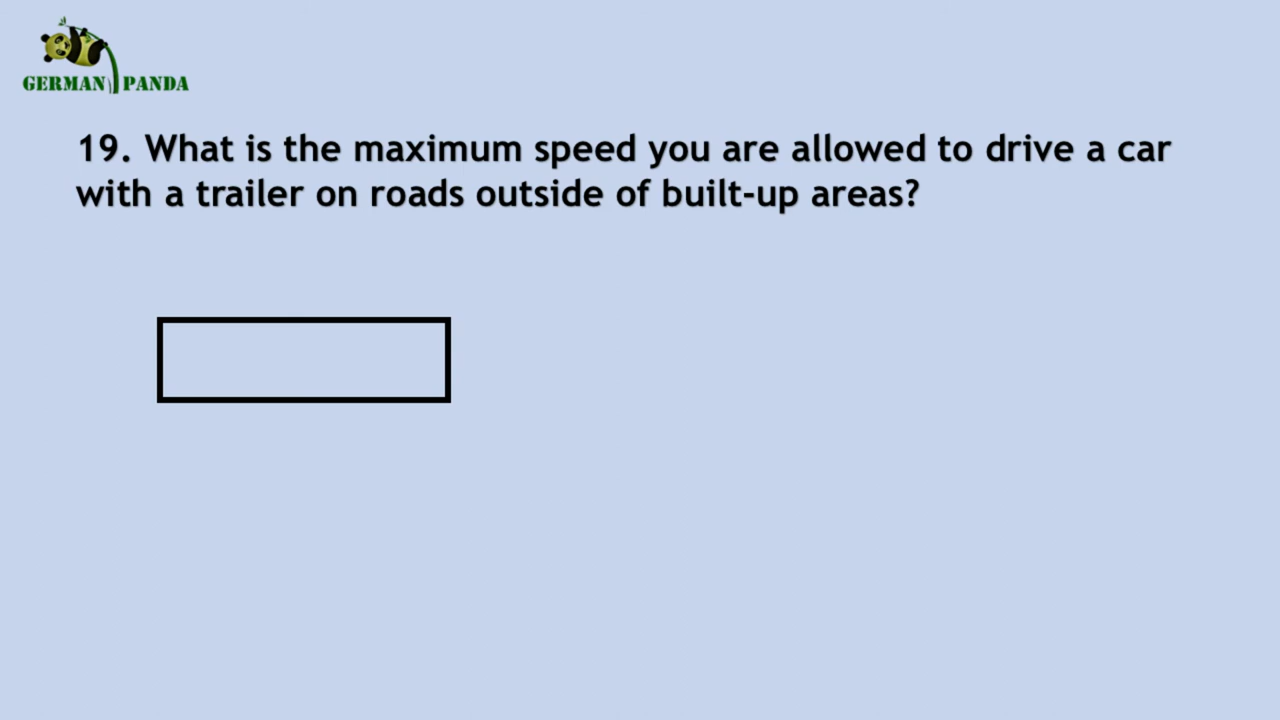 GERMAN PANDA
19. What is the maximum speed you are allowed to drive a car
with a trailer on roads outside of built-up areas?